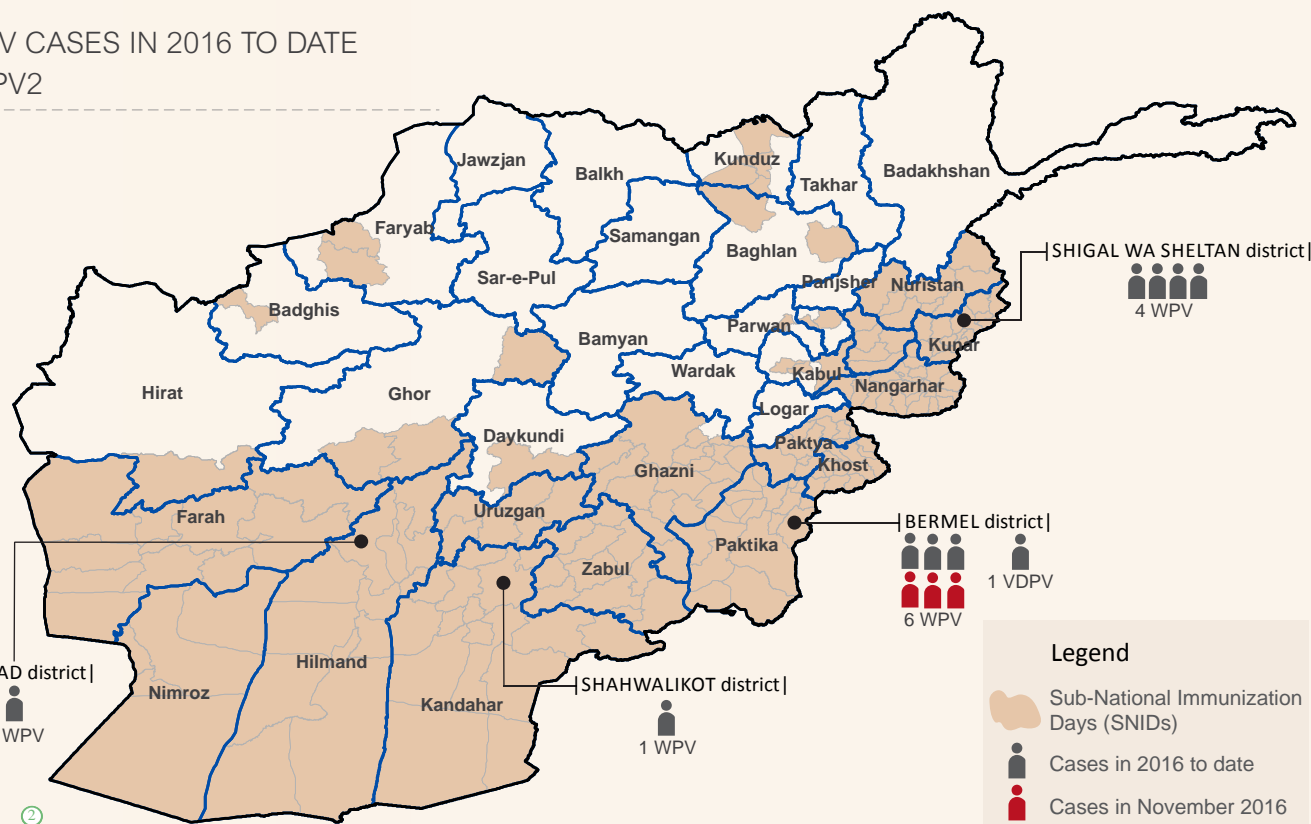 V CASES IN 2016 TO DATE
PV2
Jawzjan
Balkh
Kunduz
Takhar
Badakhshan
Faryab
Samangan
Baghlan
Sar-e-Pul
Panjsher
Nuristan
Badghis
Parwan
Bamyan
Kunar
Wardak
Kabul
Nangarhar
Hirat
Ghor
Logar
Daykundi
Paktya
Khost
Ghazni
Uruzgan
Farah
Paktika
Zabul
Hilmand
Nimroz
Kandahar
SHIGAL WA SHELTAN district
4 WPV
BERMEL district
1 VDPV
6 WPV
AD district
WPV
SHAHWALIKOT district
1 WPV
Legend
Sub-National Immunization
Days (SNIDs)
Cases in 2016 to date
Cases in November 2016
2